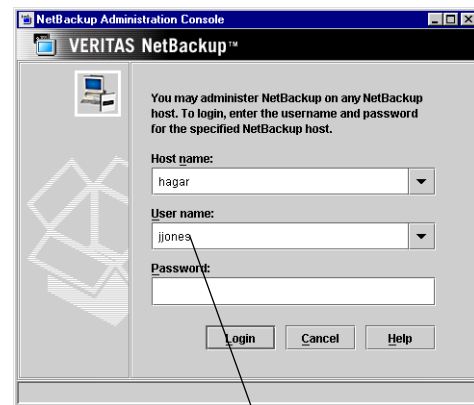 NetBackup Administration Console
VERITAS NetBackup™
You may administer NetBackup on any NetBackup
host. To login, enter the username and password
for the specified NetBackup host.
Host name:
hagar
User name:
jjones
Password:
Login Cancel Help